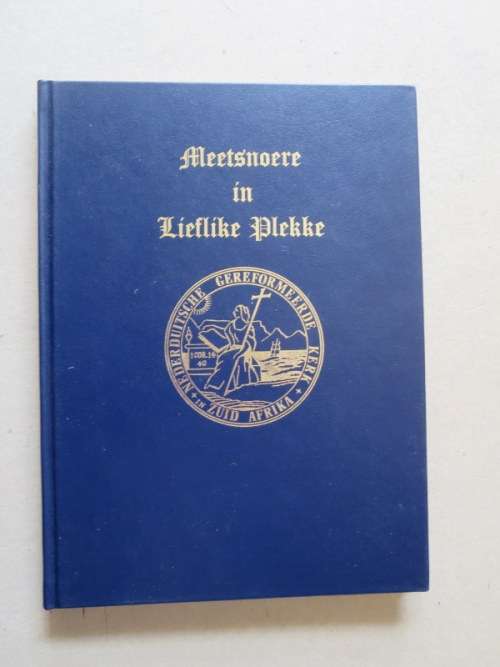 Meetsnoere
in
Lieflike Plekke
NEDERDUITSCHE GEREFORMEERDE KERK
IN ZUID AFRIKA